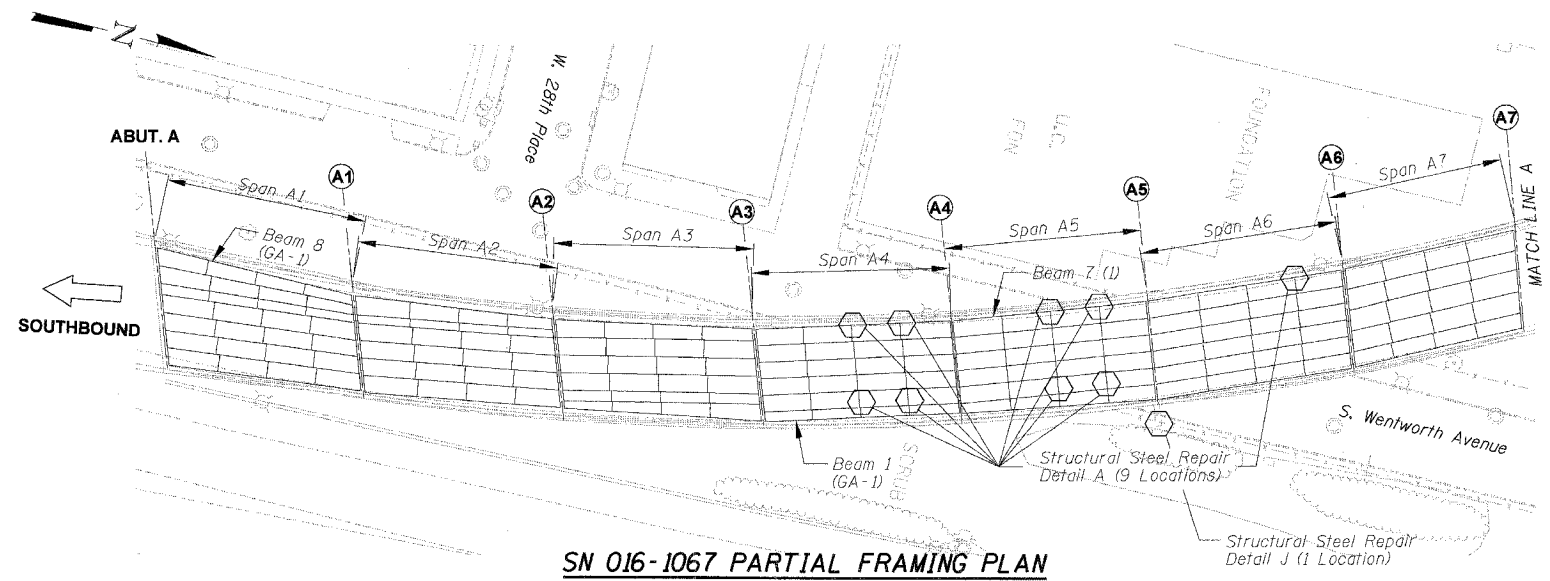 N
W. 28th Place
U.C.
FDN
FOUNDATION
ABUT. A
A1
A2
A3
A4
A5
A6
A7
Span A1
Span A2
Span A3
Span A4
Span A5
Span A6
Span A7
Beam 8
(GA-1)
Beam 7 (1)
MATCH LINE A
SOUTHBOUND
S. Wentworth Avenue
Beam 1
(GA-1)
Structural Steel Repair
Detail A (9 Locations)
Structural Steel Repair
Detail J (1 Location)
SN 016-1067 PARTIAL FRAMING PLAN